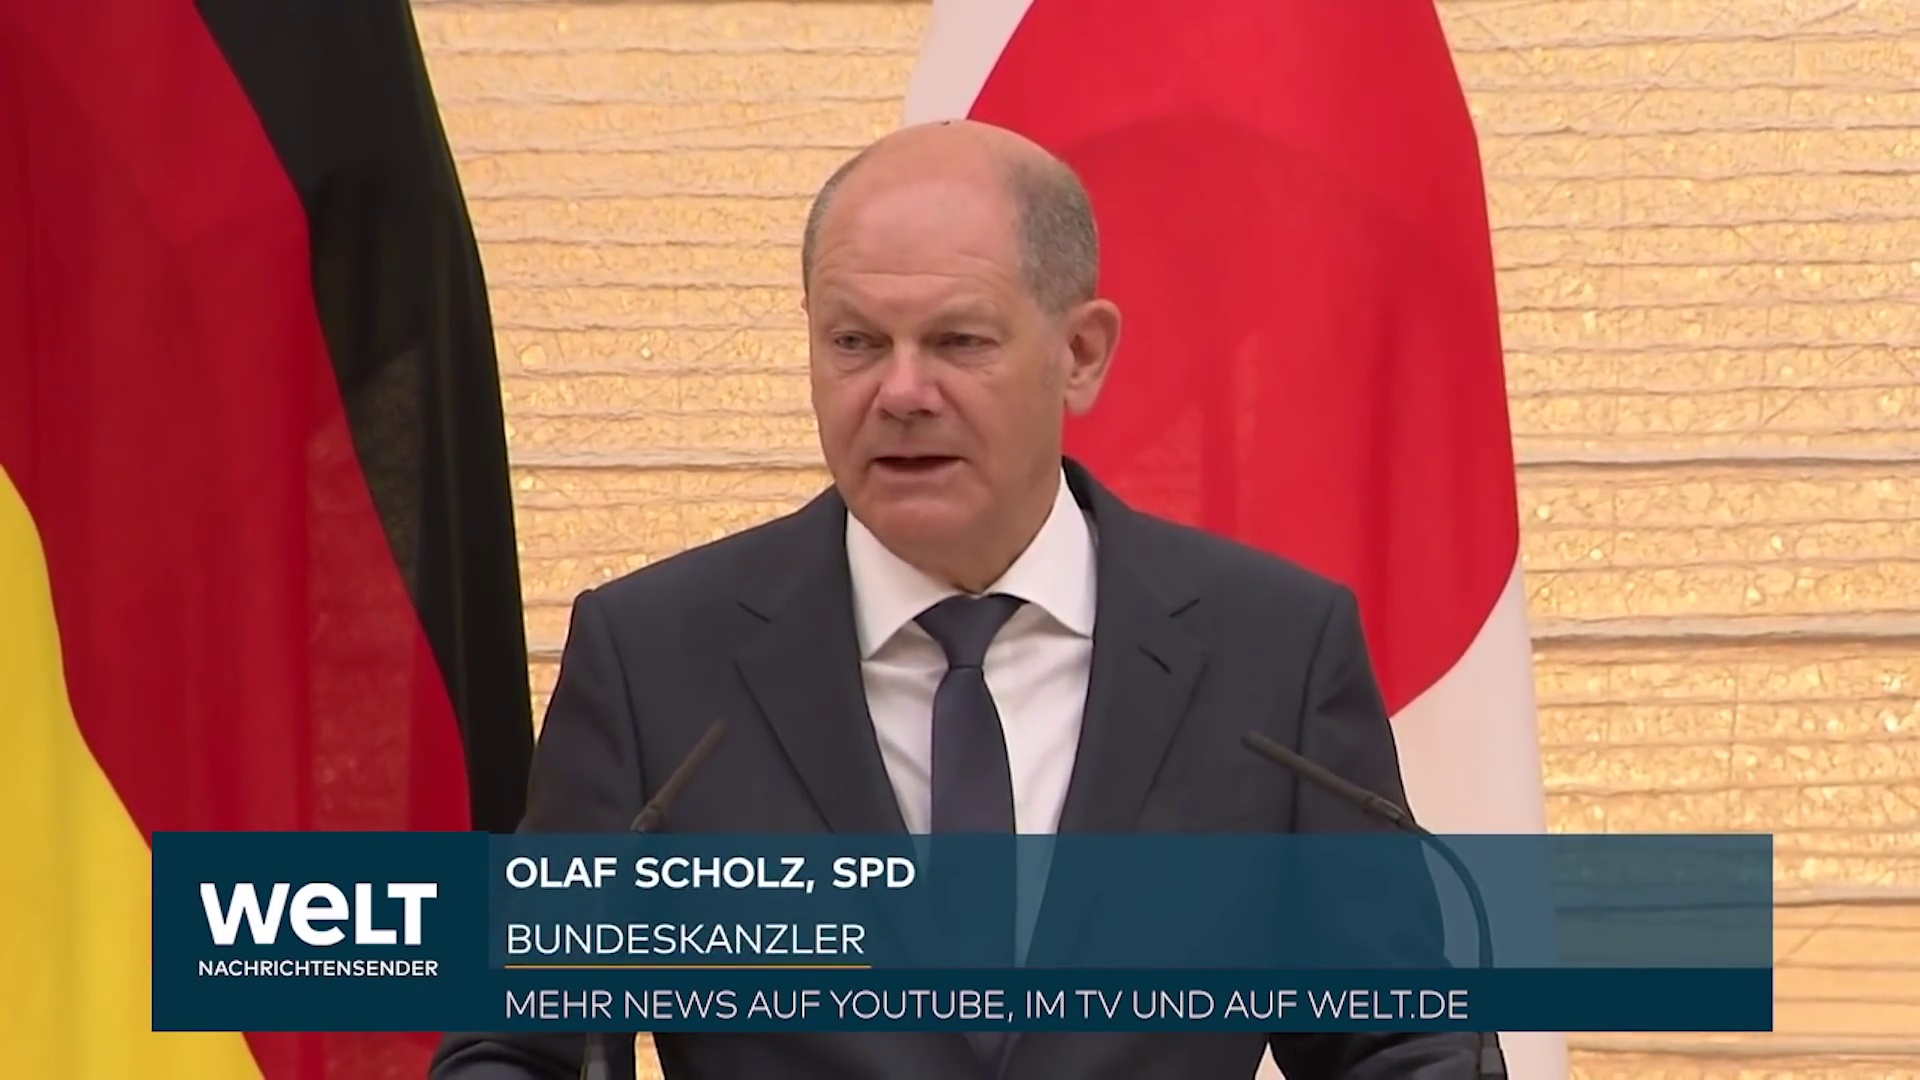 OLAF SCHOLZ, SPD
BUNDESKANZLER
WELT
NACHRICHTENSENDER
MEHR NEWS AUF YOUTUBE, IM TV UND AUF WELT.DE